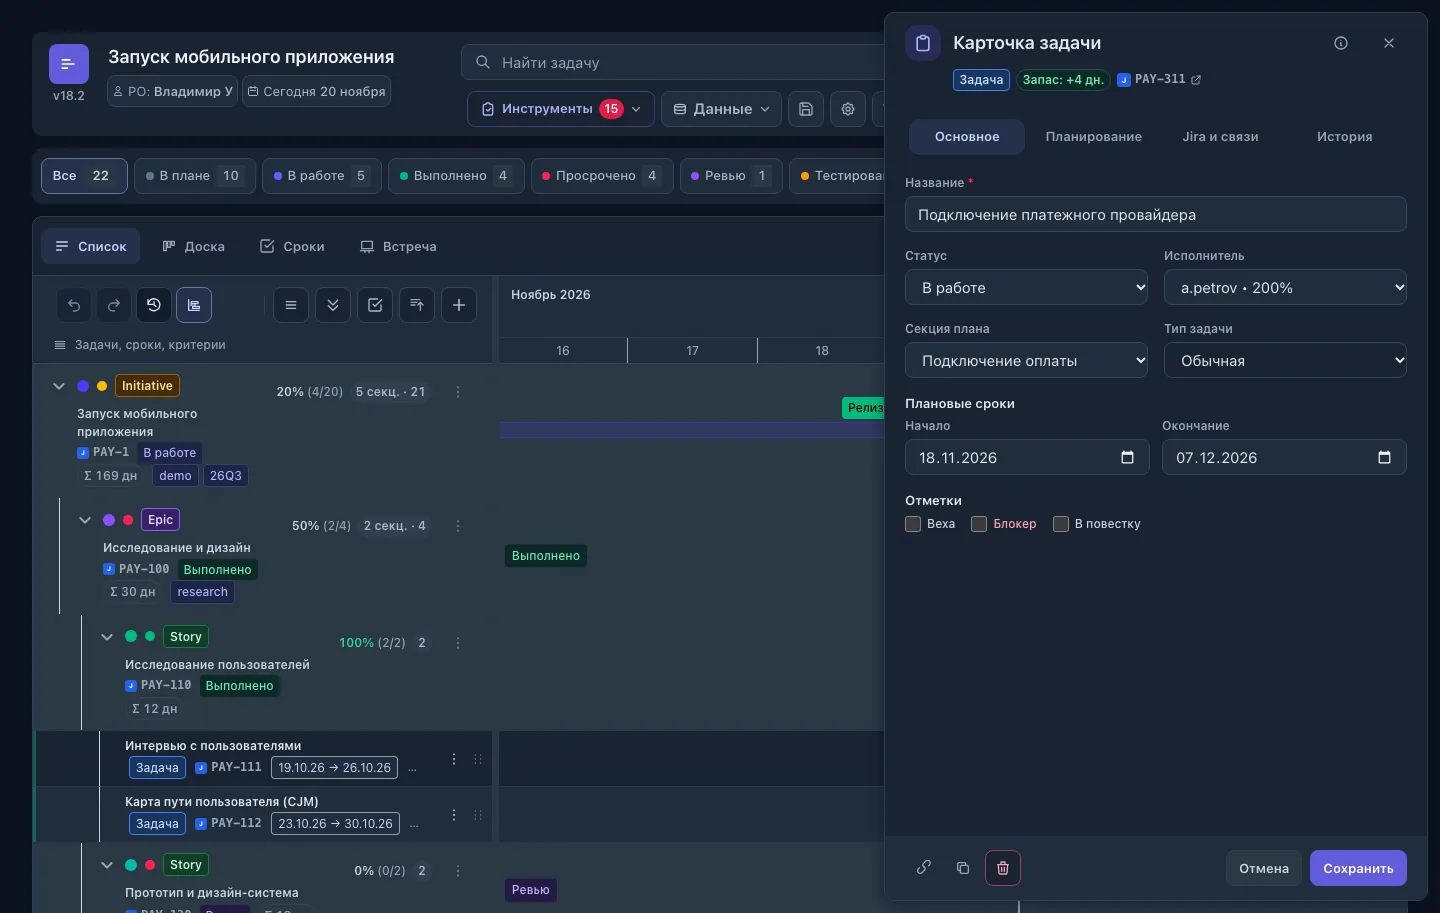 Запуск мобильного приложения
v18.2
PO: Владимир У
Сегодня 20 ноября
Найти задачу
Инструменты 15
Данные
Все 22
В плане 10
В работе 5
Выполнено 4
Просрочено 4
Ревью 1
Список
Доска
Сроки
Встреча
Задачи, сроки, критерии
Ноябрь 2026
16 17 18
Initiative
20% (4/20) 5 секц. · 21
Запуск мобильного
приложения
PAY-1 В работе
Σ 169 дн demo 26Q3
Epic
50% (2/4) 2 секц. · 4
Исследование и дизайн
PAY-100 Выполнено
Σ 30 дн research
Выполнено
Story
100% (2/2) 2
Исследование пользователей
PAY-110 Выполнено
Σ 12 дн
Интервью с пользователями
Задача PAY-111 19.10.26 → 26.10.26 ...
Карта пути пользователя (CJM)
Задача PAY-112 23.10.26 → 30.10.26 ...
Story
0% (0/2) 2
Прототип и дизайн-система
Ревью
Карточка задачи
Задача Запас: +4 дн. PAY-311
Основное Планирование Jira и связи История
Название *
Подключение платежного провайдера
Статус Исполнитель
В работе a.petrov • 200%
Секция плана Тип задачи
Подключение оплаты Обычная
Плановые сроки
Начало Окончание
18.11.2026 07.12.2026
Отметки
Веха Блокер В повестку
Отмена Сохранить